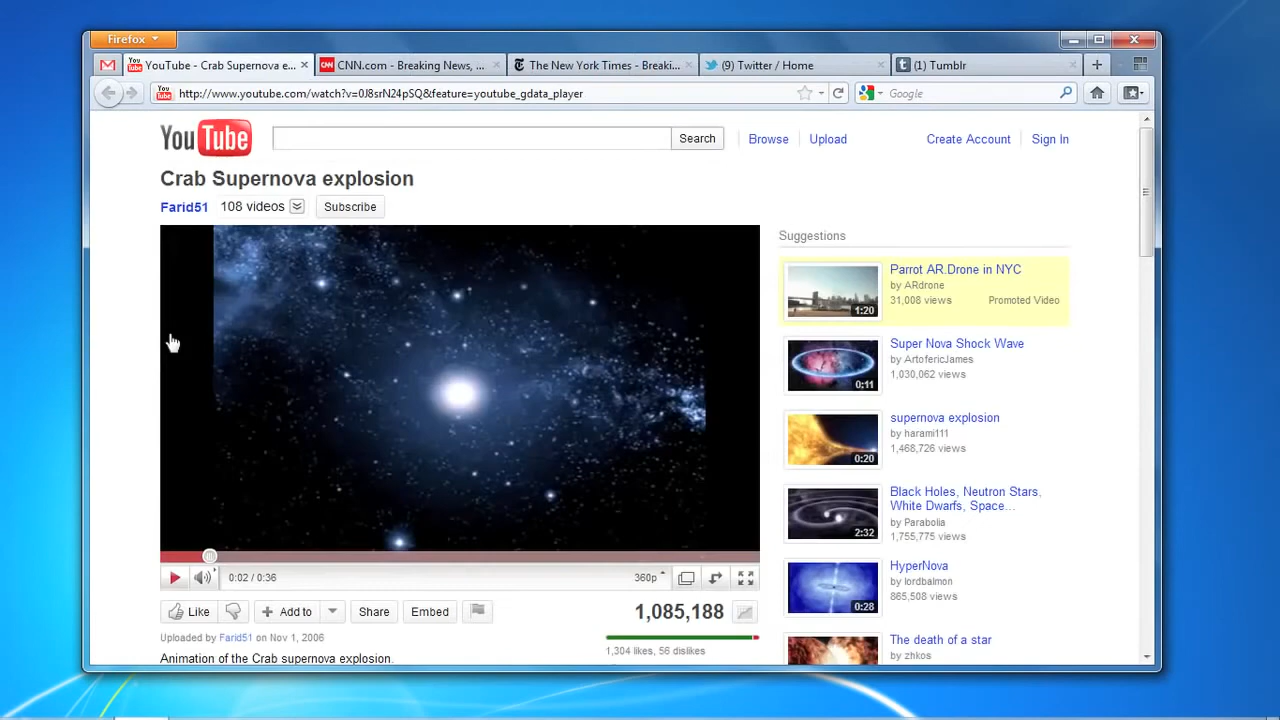 Firefox
YouTube - Crab Supernova e...
CNN.com - Breaking News, ...
The New York Times - Breaki...
(9) Twitter / Home
(1) Tumblr
http://www.youtube.com/watch?v=0J8srN24pSQ&feature=youtube_gdata_player
Google
YouTube
Search
Browse
Upload
Create Account
Sign In
Crab Supernova explosion
Farid51
108 videos
Subscribe
Suggestions
Parrot AR.Drone in NYC
by ARdrone
31,008 views
Promoted Video
1:20
Super Nova Shock Wave
by ArtofericJames
1,030,062 views
0:11
supernova explosion
by harami111
1,468,726 views
0:20
Black Holes, Neutron Stars,
White Dwarfs, Space...
by Parabolia
1,755,775 views
2:32
HyperNova
by lordbalmon
865,508 views
0:28
The death of a star
by zhkos
0:02 / 0:36
360p
Like
Add to
Share
Embed
1,085,188
Uploaded by Farid51 on Nov 1, 2006
1,304 likes, 56 dislikes
Animation of the Crab supernova explosion.